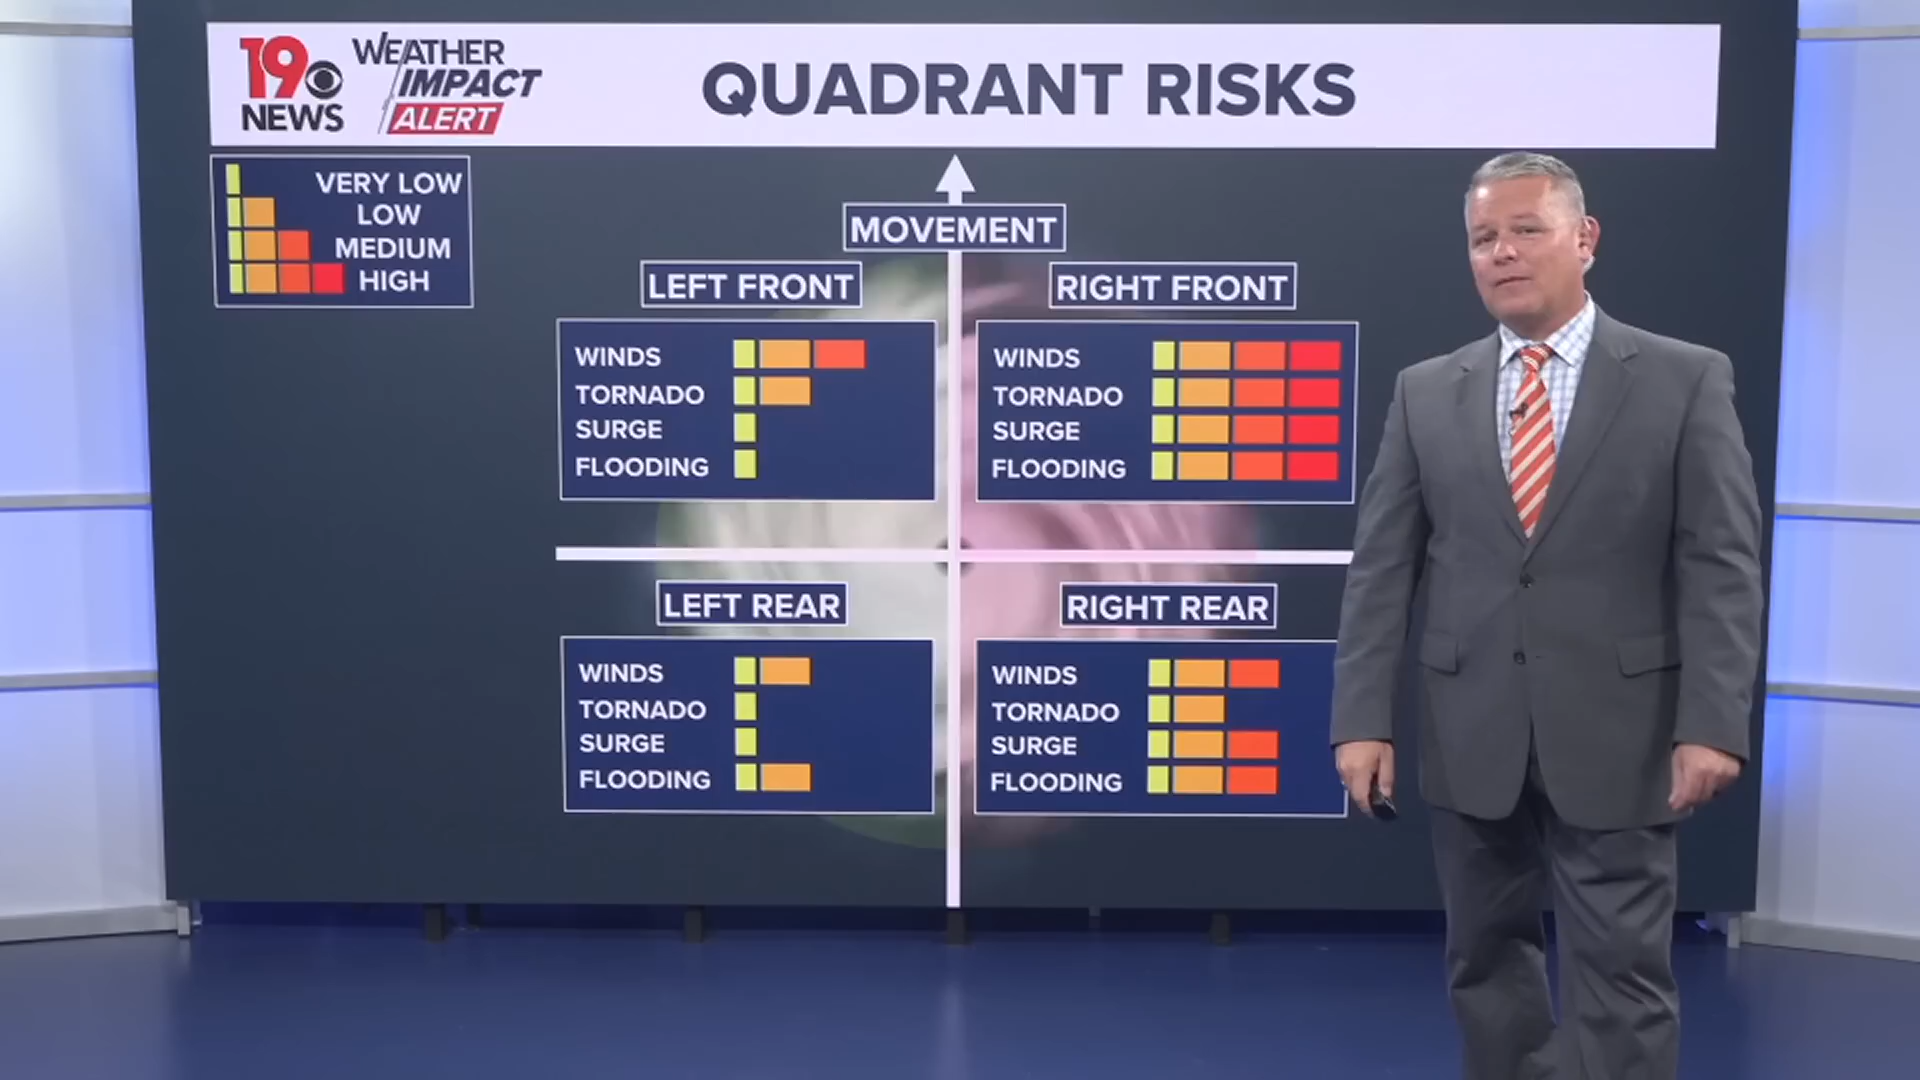 19
NEWS
WEATHER
IMPACT
ALERT
QUADRANT RISKS
VERY LOW
LOW
MEDIUM
HIGH
MOVEMENT
LEFT FRONT
WINDS
TORNADO
SURGE
FLOODING
RIGHT FRONT
WINDS
TORNADO
SURGE
FLOODING
LEFT REAR
WINDS
TORNADO
SURGE
FLOODING
RIGHT REAR
WINDS
TORNADO
SURGE
FLOODING